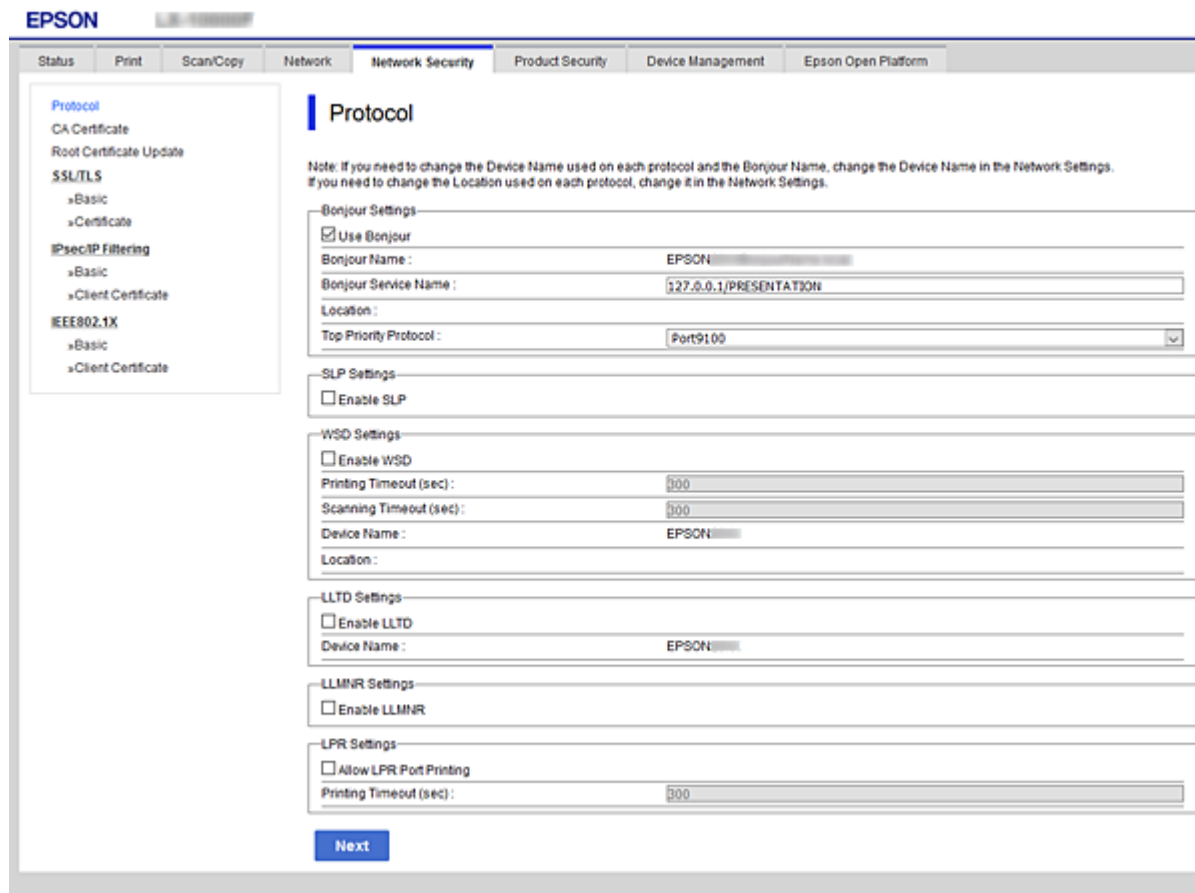 EPSON
Status Print Scan/Copy Network Network Security Product Security Device Management Epson Open Platform
Protocol
CA Certificate
Root Certificate Update
SSL/TLS
»Basic
»Certificate
IPsec/IP Filtering
»Basic
»Client Certificate
IEEE802.1X
»Basic
»Client Certificate
Protocol
Note: If you need to change the Device Name used on each protocol and the Bonjour Name, change the Device Name in the Network Settings.
If you need to change the Location used on each protocol, change it in the Network Settings.
Bonjour Settings
Use Bonjour
Bonjour Name : EPSON
Bonjour Service Name : 127.0.0.1/PRESENTATION
Location :
Top Priority Protocol : Port9100
SLP Settings
Enable SLP
WSD Settings
Enable WSD
Printing Timeout (sec) : 300
Scanning Timeout (sec) : 300
Device Name : EPSON
Location :
LLTD Settings
Enable LLTD
Device Name : EPSON
LLMNR Settings
Enable LLMNR
LPR Settings
Allow LPR Port Printing
Printing Timeout (sec) : 300
Next